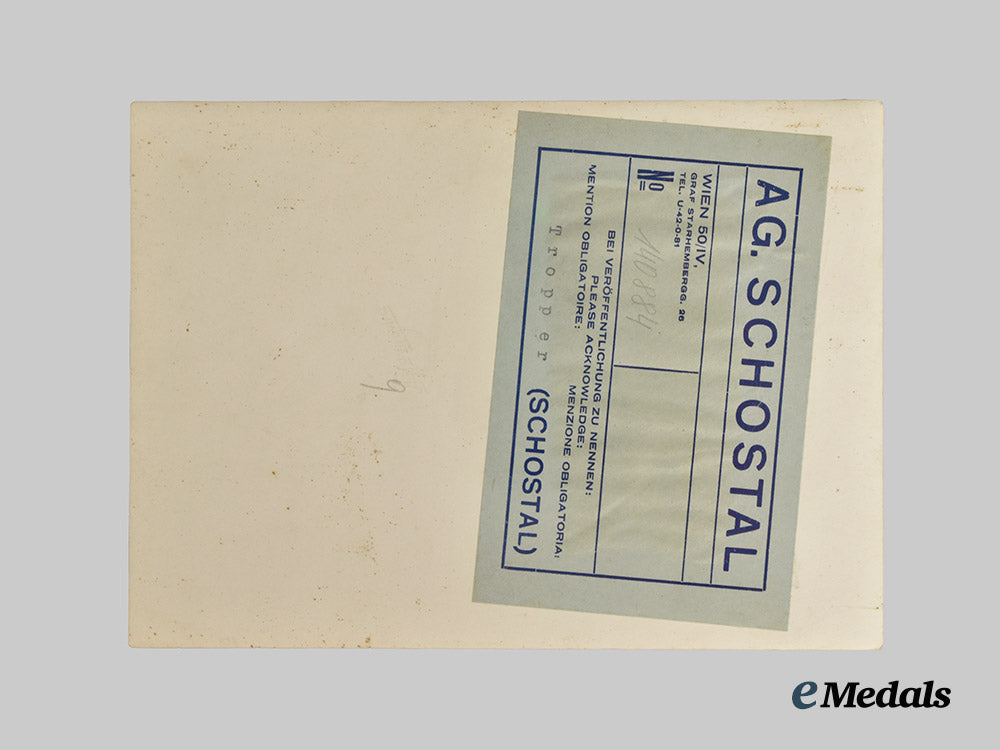 AG. SCHOSTAL
WIEN 50/IV,
GRAF STARHEMBERGG. 26
TEL. U-42-0-81
No 140884
BEI VERÖFFENTLICHUNG ZU NENNEN:
PLEASE ACKNOWLEDGE:
MENTION OBLIGATOIRE: MENZIONE OBLIGATORIA:
Tropper (SCHOSTAL)
eMedals